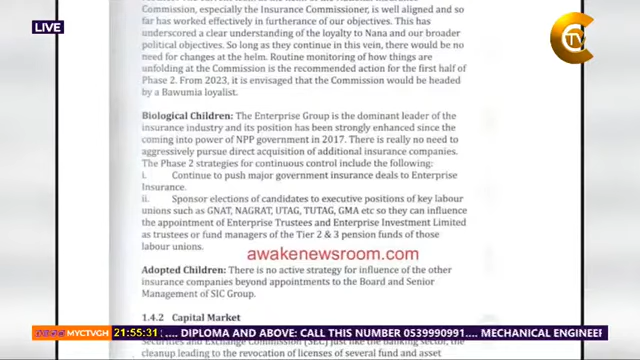 LIVE
C
TV
Commission, especially the Insurance Commissioner, is well aligned and so
far has worked effectively in furtherance of our objectives. This has
underscored a clear understanding of the loyalty to Nana and our broader
political objectives. So long as they continue in this vein, there would be no
need for changes at the helm. Routine monitoring of how things are
unfolding at the Commission is the recommended action for the first half of
Phase 2. From 2023, it is envisaged that the Commission would be headed
by a Bawumia loyalist.
Biological Children: The Enterprise Group is the dominant leader of the
insurance industry and its position has been strongly enhanced since the
coming into power of NPP government in 2017. There is really no need to
aggressively pursue direct acquisition of additional insurance companies.
The Phase 2 strategies for continuous control include the following:
i. Continue to push major government insurance deals to Enterprise
Insurance.
ii. Sponsor elections of candidates to executive positions of key labour
unions such as GNAT, NAGRAT, UTAG, TUTAG, GMA etc so they can influence
the appointment of Enterprise Trustees and Enterprise Investment Limited
as trustees or fund managers of the Tier 2 & 3 pension funds of those
labour unions.
awakenewsroom.com
Adopted Children: There is no active strategy for influence of the other
insurance companies beyond appointments to the Board and Senior
Management of SIC Group.
1.4.2 Capital Market
Securities and Exchange Commission (SEC) just like the banking sector, the
cleanup leading to the revocation of licenses of several fund and asset
MYCTVGH 21:55:31 DIPLOMA AND ABOVE: CALL THIS NUMBER 0539990991.... MECHANICAL ENGINEER